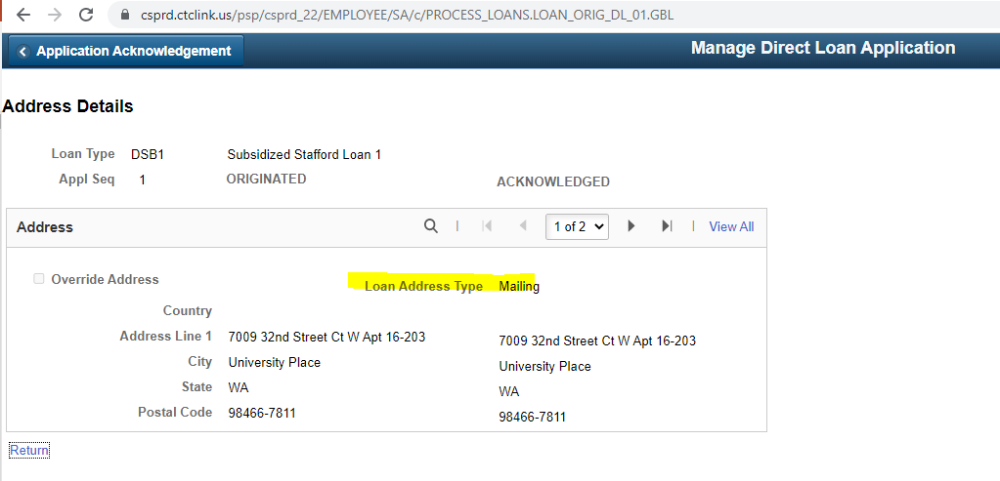 csprd.ctclink.us/psp/csprd_22/EMPLOYEE/SA/c/PROCESS_LOANS.LOAN_ORIG_DL_01.GBL
Application Acknowledgement Manage Direct Loan Application
Address Details
Loan Type DSB1 Subsidized Stafford Loan 1
Appl Seq 1 ORIGINATED ACKNOWLEDGED
Address 1 of 2 View All
Override Address Loan Address Type Mailing
Country
Address Line 1 7009 32nd Street Ct W Apt 16-203 7009 32nd Street Ct W Apt 16-203
City University Place University Place
State WA WA
Postal Code 98466-7811 98466-7811
Return